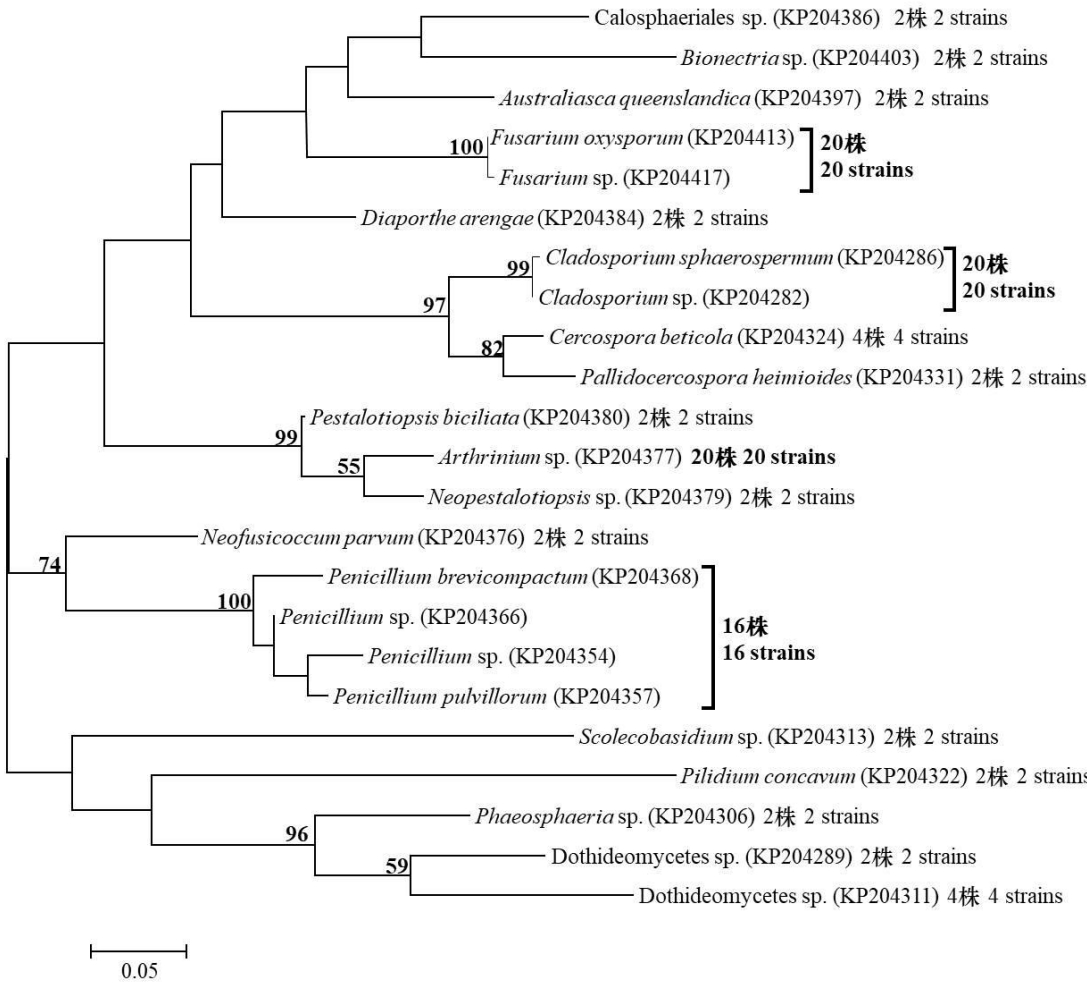 Calosphaeriales sp. (KP204386) 2株 2 strains
Bionectria sp. (KP204403) 2株 2 strains
Australiasca queenslandica (KP204397) 2株 2 strains
Fusarium oxysporum (KP204413)
100
20株
20 strains
Fusarium sp. (KP204417)
Diaporthe arengae (KP204384) 2株 2 strains
Cladosporium sphaerospermum (KP204286)
99
20株
20 strains
Cladosporium sp. (KP204282)
97
Cercospora beticola (KP204324) 4株 4 strains
82
Pallidocercospora heimioides (KP204331) 2株 2 strains
Pestalotiopsis biciliata (KP204380) 2株 2 strains
99
Arthrinium sp. (KP204377) 20株 20 strains
55
Neopestalotiopsis sp. (KP204379) 2株 2 strains
Neofusicoccum parvum (KP204376) 2株 2 strains
74
Penicillium brevicompactum (KP204368)
100
Penicillium sp. (KP204366)
16株
16 strains
Penicillium sp. (KP204354)
Penicillium pulvillorum (KP204357)
Scolecobasidium sp. (KP204313) 2株 2 strains
Pilidium concavum (KP204322) 2株 2 strains
Phaeosphaeria sp. (KP204306) 2株 2 strains
96
Dothideomycetes sp. (KP204289) 2株 2 strains
59
Dothideomycetes sp. (KP204311) 4株 4 strains
0.05